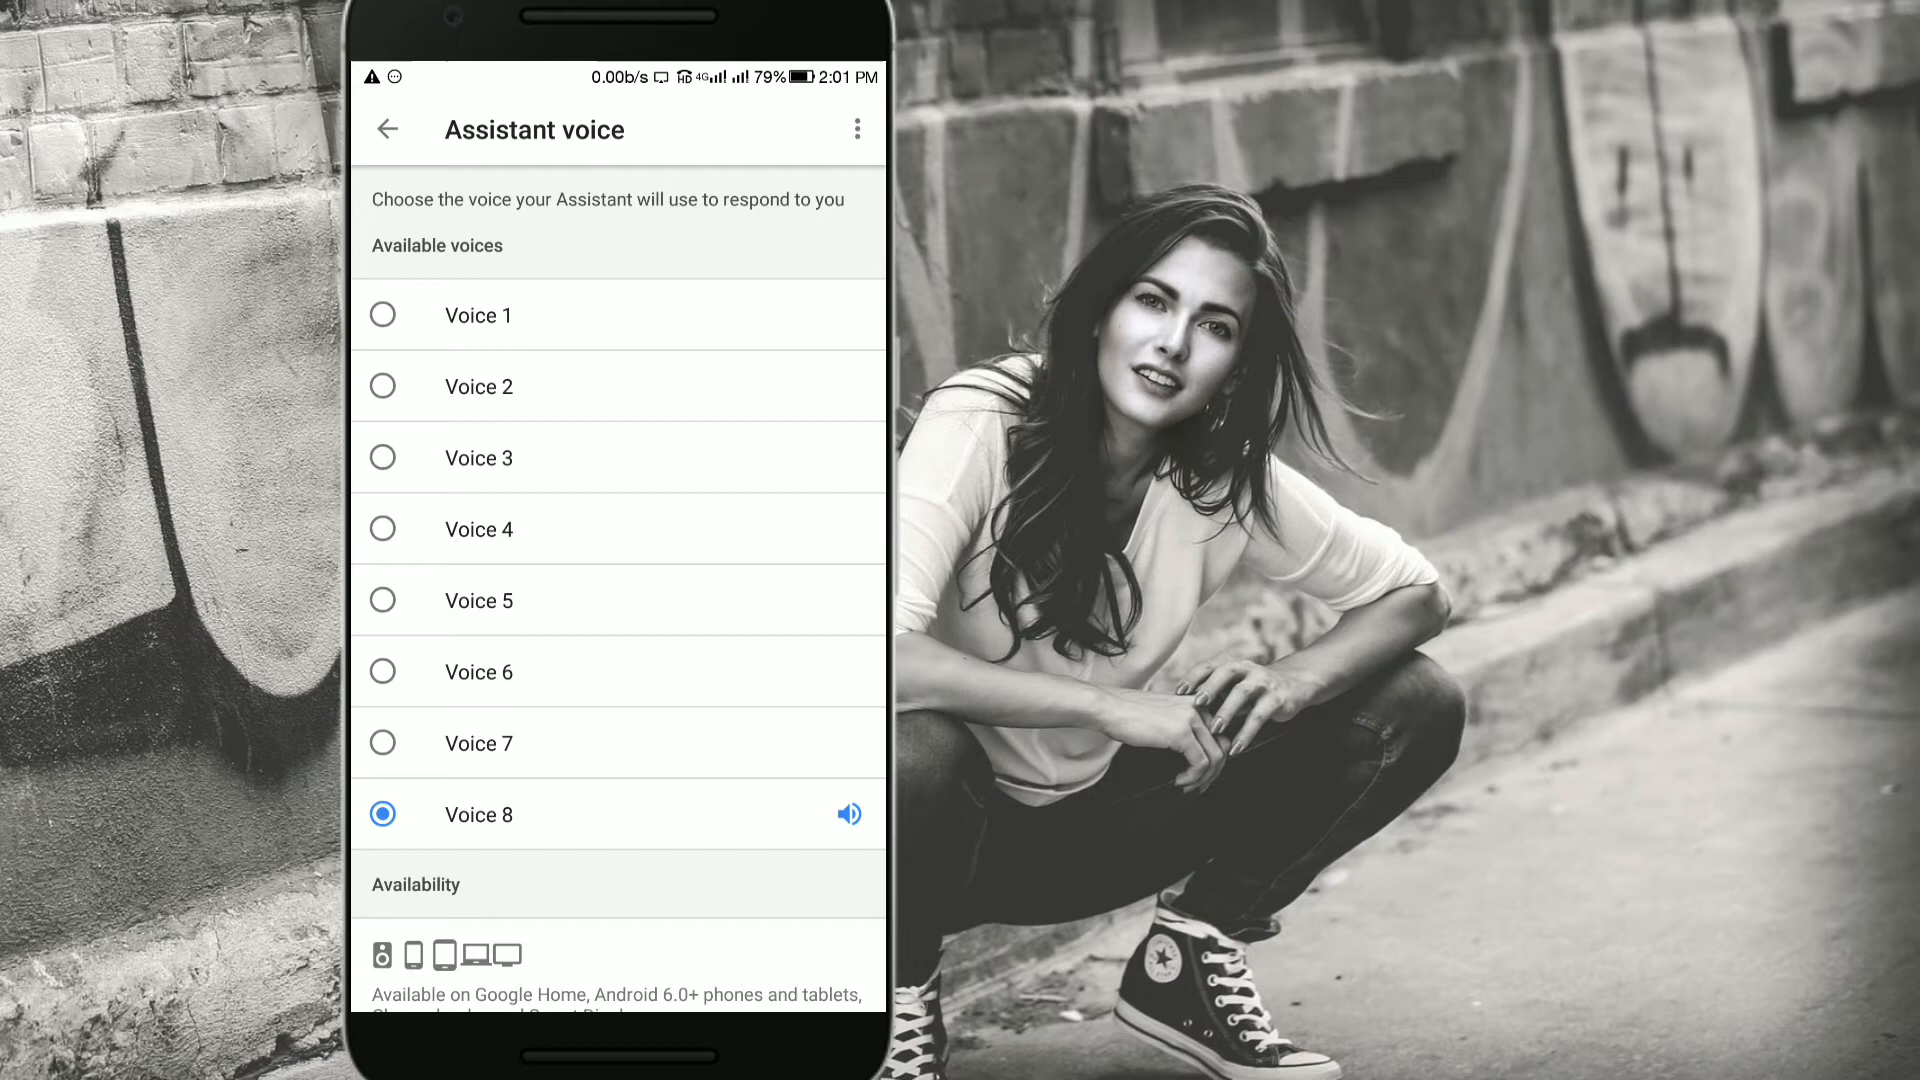 0.00b/s HD 4G 79% 2:01 PM
Assistant voice
Choose the voice your Assistant will use to respond to you
Available voices
Voice 1
Voice 2
Voice 3
Voice 4
Voice 5
Voice 6
Voice 7
Voice 8
Availability
Available on Google Home, Android 6.0+ phones and tablets,